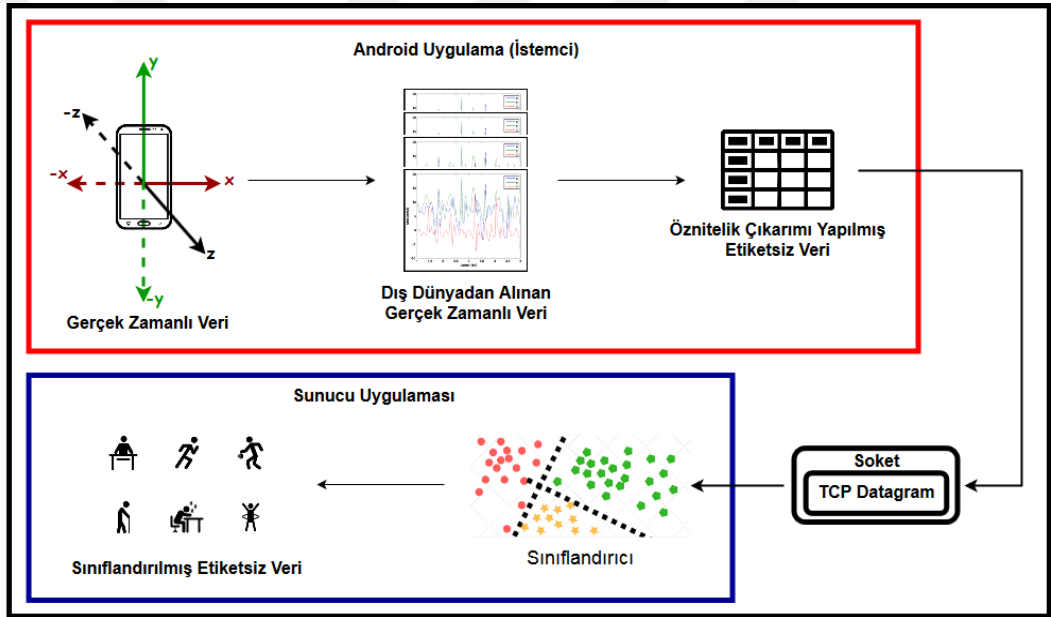 Android Uygulama (İstemci)
y
-z
-x
x
z
-y
Gerçek Zamanlı Veri
Dış Dünyadan Alınan
Gerçek Zamanlı Veri
Öznitelik Çıkarımı Yapılmış
Etiketsiz Veri
Sunucu Uygulaması
Soket
TCP Datagram
Sınıflandırıcı
Sınıflandırılmış Etiketsiz Veri